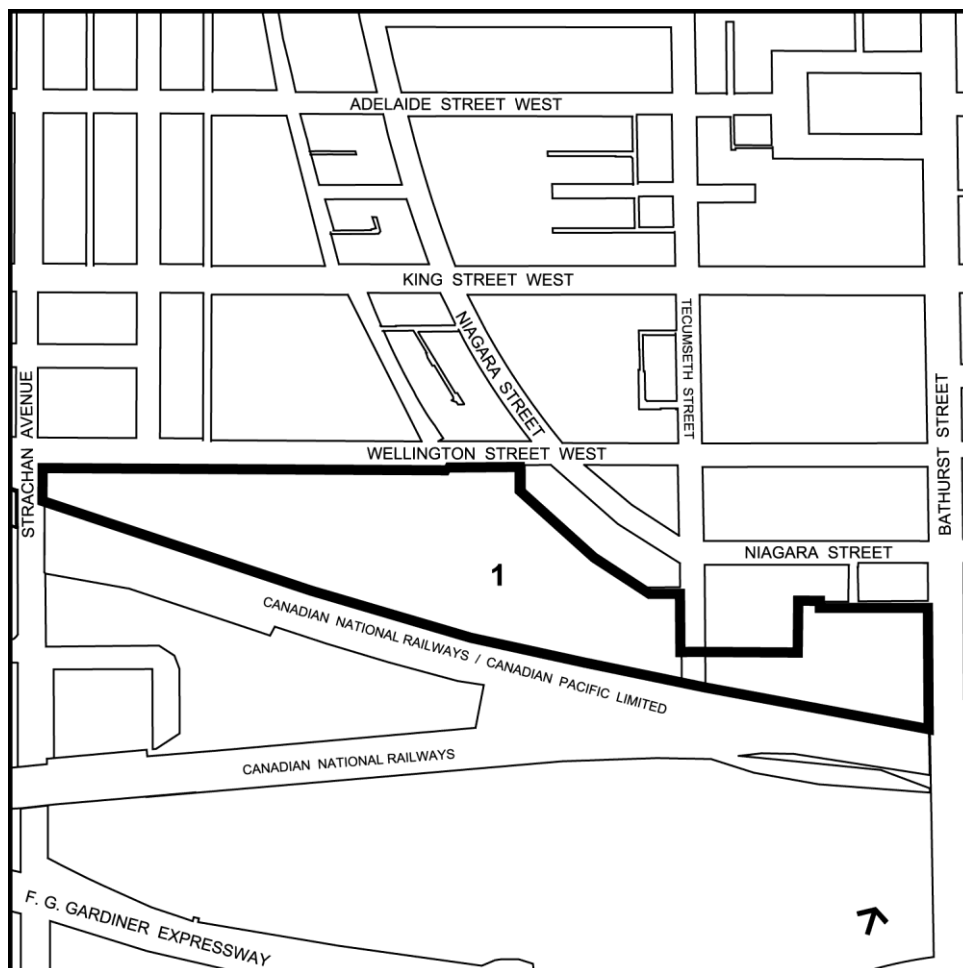 ADELAIDE STREET WEST
KING STREET WEST
NIAGARA STREET
TECUMSETH STREET
STRACHAN AVENUE
BATHURST STREET
WELLINGTON STREET WEST
NIAGARA STREET
1
CANADIAN NATIONAL RAILWAYS / CANADIAN PACIFIC LIMITED
CANADIAN NATIONAL RAILWAYS
F. G. GARDINER EXPRESSWAY